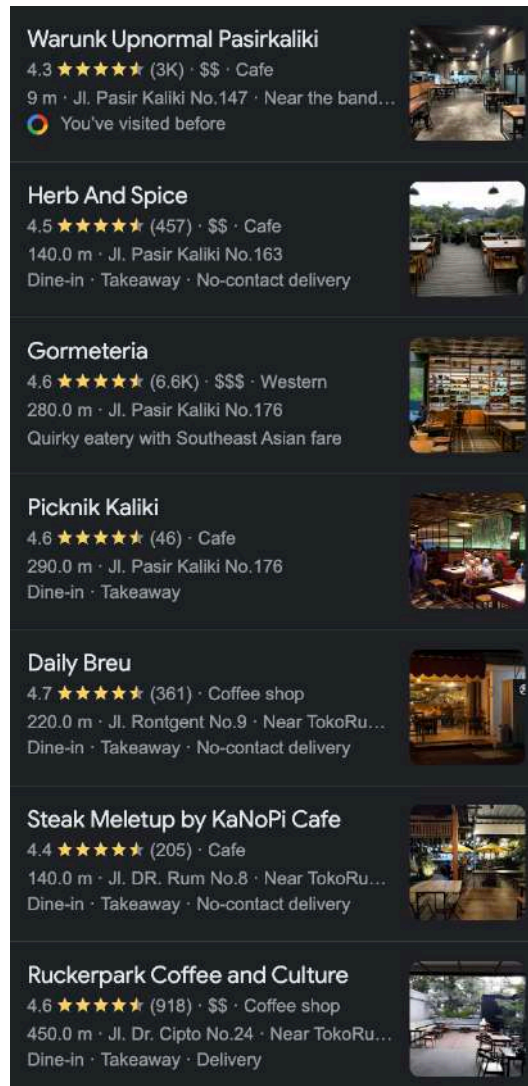 Warunk Upnormal Pasirkaliki
4.3 ★★★★★ (3K) · $$ · Cafe
9 m · Jl. Pasir Kaliki No.147 · Near the band...
You've visited before
Herb And Spice
4.5 ★★★★★ (457) · $$ · Cafe
140.0 m · Jl. Pasir Kaliki No.163
Dine-in · Takeaway · No-contact delivery
Gormeteria
4.6 ★★★★★ (6.6K) · $$$ · Western
280.0 m · Jl. Pasir Kaliki No.176
Quirky eatery with Southeast Asian fare
Picknik Kaliki
4.6 ★★★★★ (46) · Cafe
290.0 m · Jl. Pasir Kaliki No.176
Dine-in · Takeaway
Daily Breu
4.7 ★★★★★ (361) · Coffee shop
220.0 m · Jl. Rontgent No.9 · Near TokoRu...
Dine-in · Takeaway · No-contact delivery
Steak Meletup by KaNoPi Cafe
4.4 ★★★★★ (205) · Cafe
140.0 m · Jl. DR. Rum No.8 · Near TokoRu...
Dine-in · Takeaway · No-contact delivery
Ruckerpark Coffee and Culture
4.6 ★★★★★ (918) · $$ · Coffee shop
450.0 m · Jl. Dr. Cipto No.24 · Near TokoRu...
Dine-in · Takeaway · Delivery